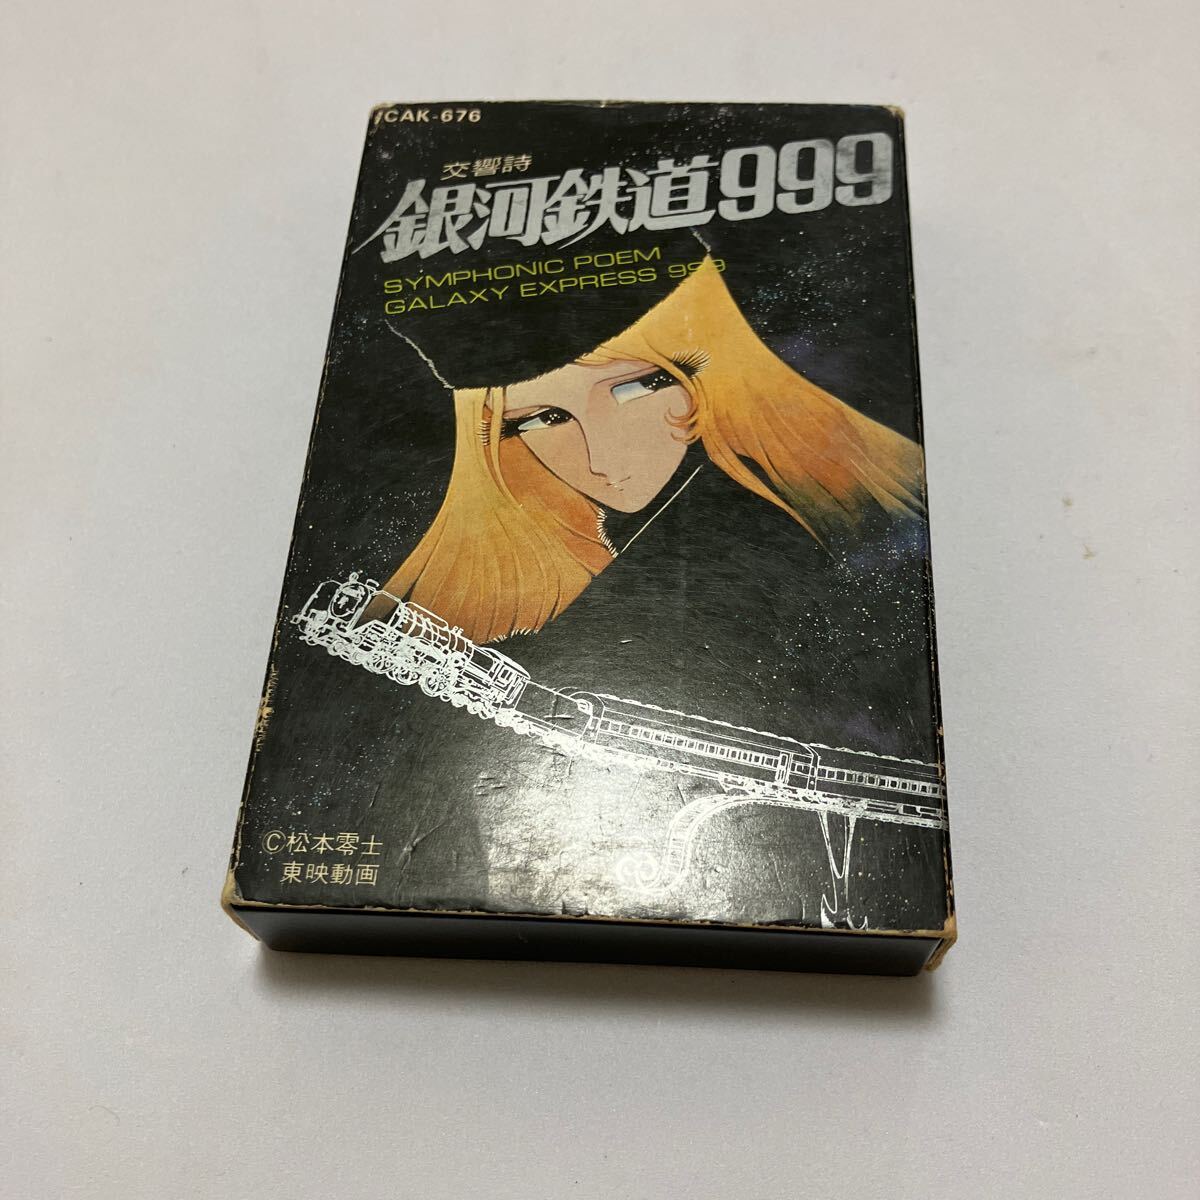 CAK-676
交響詩
銀河鉄道999
SYMPHONIC POEM
GALAXY EXPRESS 999
©松本零士
東映動画